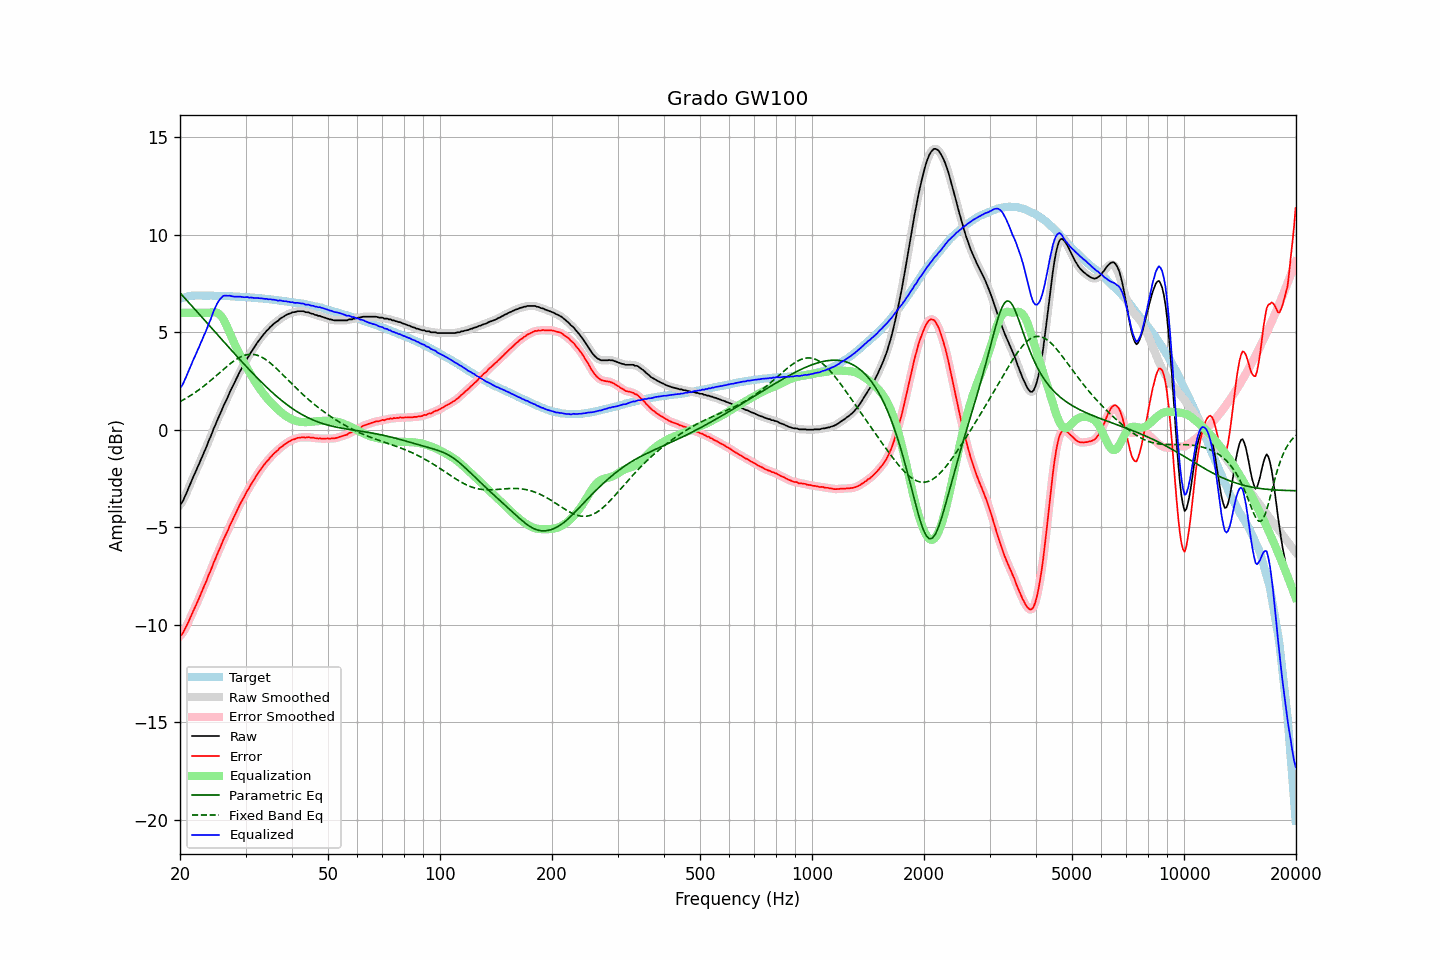 Grado GW100
Amplitude (dBr)
15
10
5
0
−5
−10
−15
−20
Target
Raw Smoothed
Error Smoothed
Raw
Error
Equalization
Parametric Eq
Fixed Band Eq
Equalized
20
50
100
200
500
1000
2000
5000
10000
20000
Frequency (Hz)